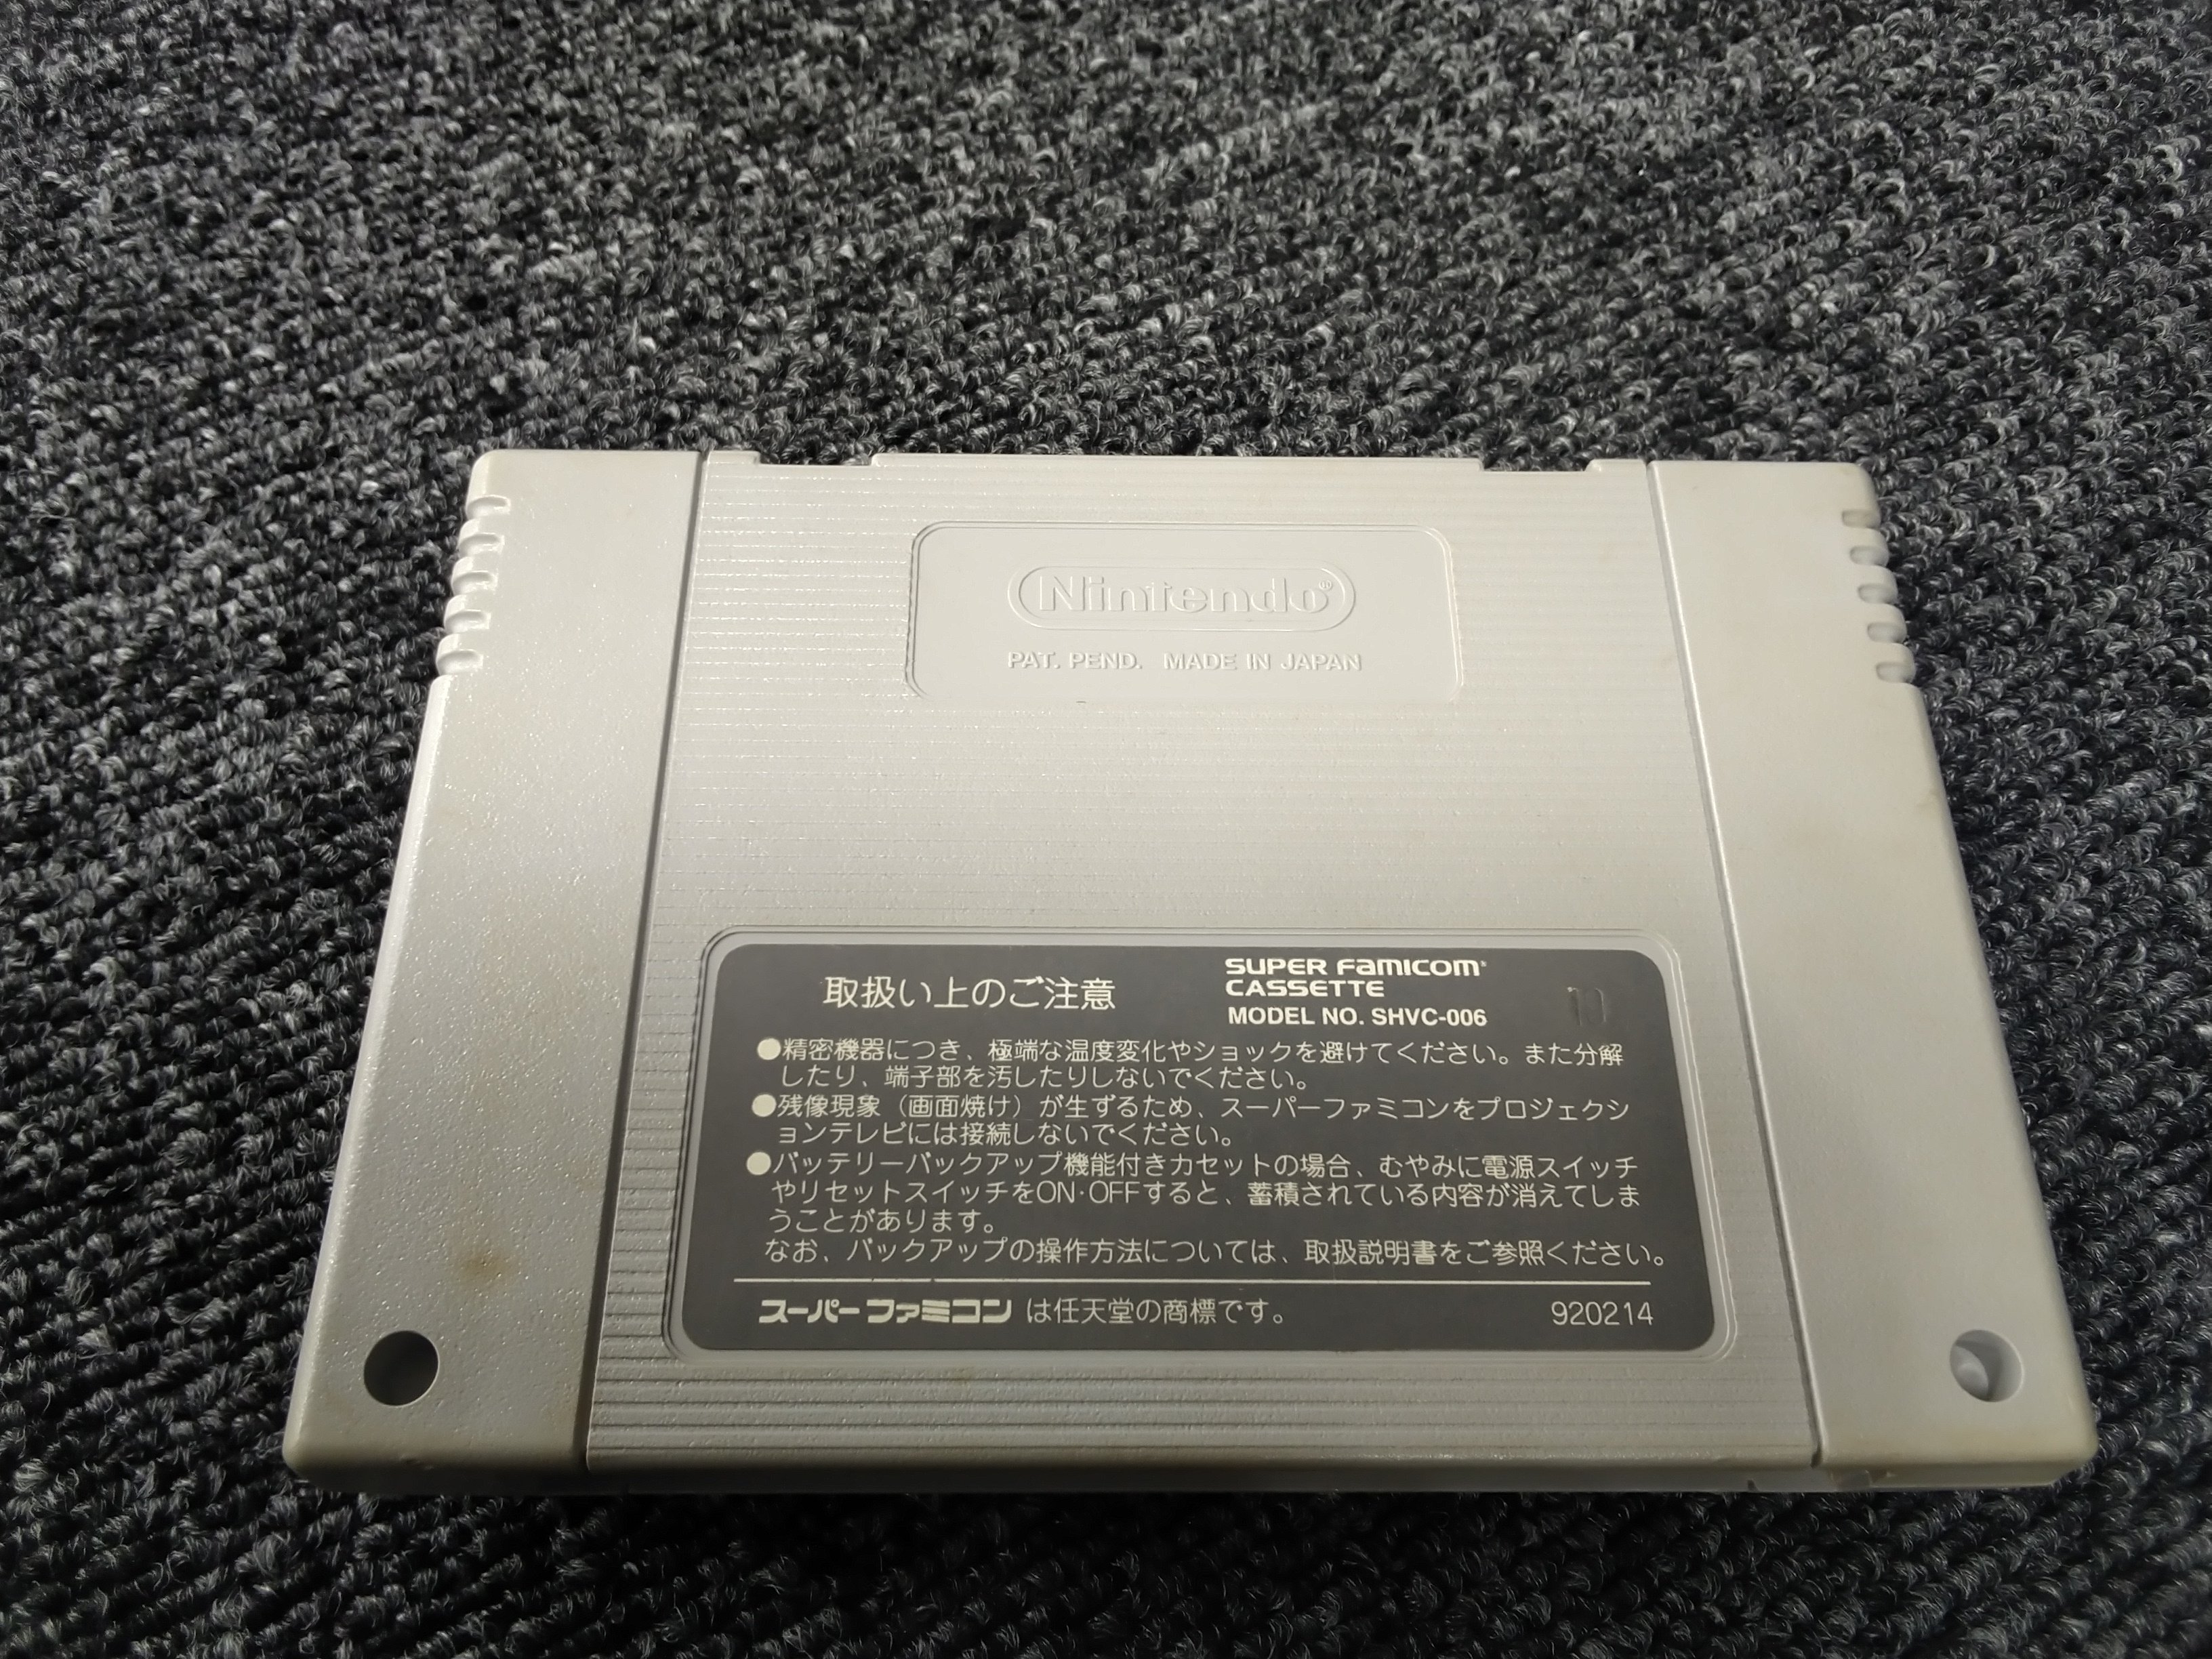 Nintendo®
PAT. PEND. MADE IN JAPAN
取扱い上のご注意
SUPER FAMICOM®
CASSETTE
MODEL NO. SHVC-006
10
●精密機器につき、極端な温度変化やショックを避けてください。また分解
したり、端子部を汚したりしないでください。
●残像現象（画面焼け）が生ずるため、スーパーファミコンをプロジェクシ
ョンテレビには接続しないでください。
●バッテリーバックアップ機能付きカセットの場合、むやみに電源スイッチ
やリセットスイッチをON·OFFすると、蓄積されている内容が消えてしま
うことがあります。
なお、バックアップの操作方法については、取扱説明書をご参照ください。
スーパーファミコン は任天堂の商標です。
920214